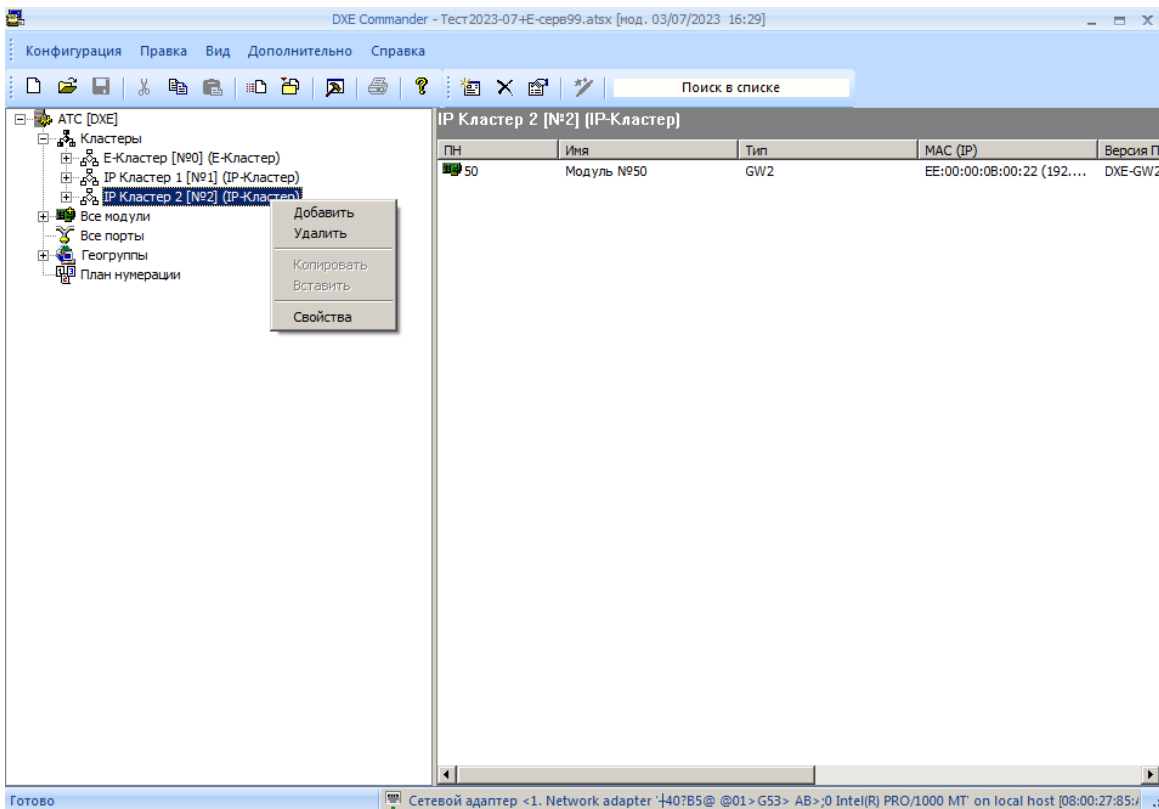 DXE Commander - Тест2023-07+Е-серв99.atsx [мод. 03/07/2023 16:29]
Конфигурация Правка Вид Дополнительно Справка
Поиск в списке
АТС [DXE]
Кластеры
Е-Кластер [№0] (Е-Кластер)
IP Кластер 1 [№1] (IP-Кластер)
IP Кластер 2 [№2] (IP-Кластер)
Все модули
Все порты
Геогруппы
План нумерации
Добавить
Удалить
Копировать
Вставить
Свойства
IP Кластер 2 [№2] (IP-Кластер)
ПН Имя Тип MAC (IP) Версия П
50 Модуль №50 GW2 EE:00:00:0B:00:22 (192.... DXE-GW2
Готово
Сетевой адаптер <1. Network adapter '┼40?B5@ @01>G53> AB>;0 Intel(R) PRO/1000 MT' on local host [08:00:27:85: